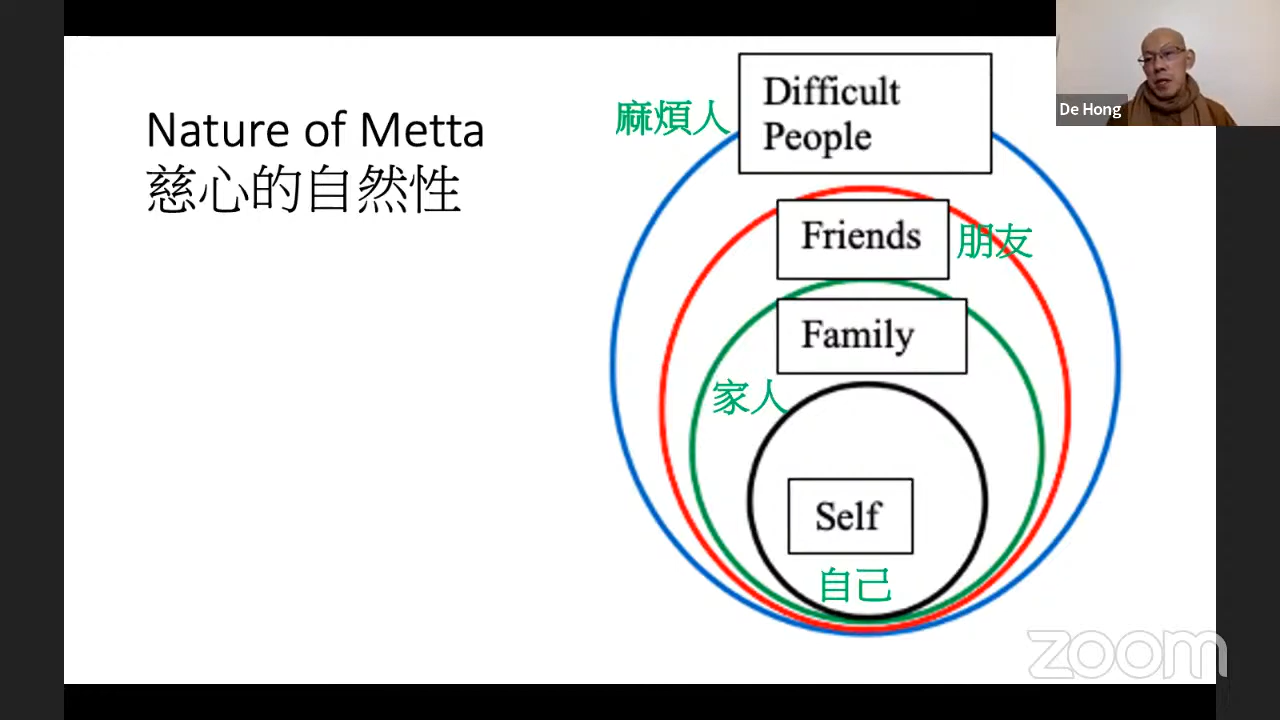 Nature of Metta
慈心的自然性
麻煩人
Difficult
People
Friends
朋友
Family
家人
Self
自己
De Hong
zoom